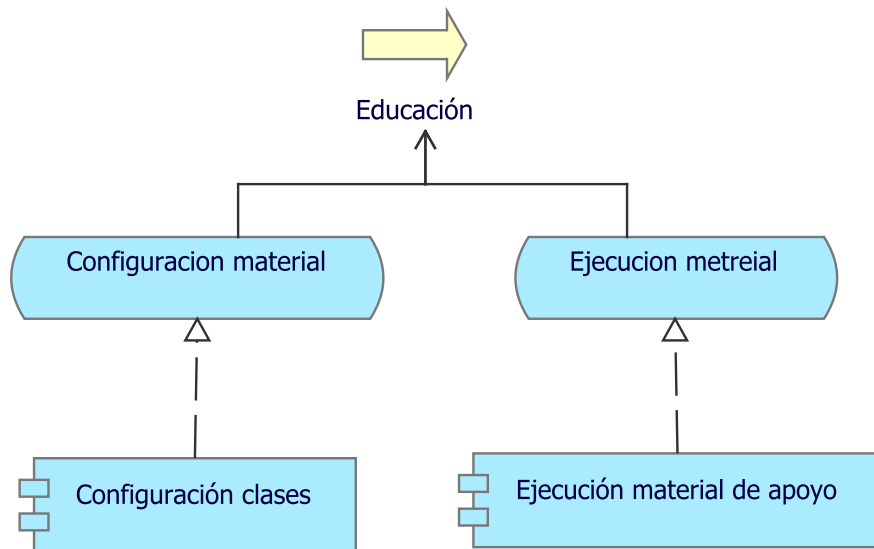 Educación
Configuracion material
Ejecucion metreial
Configuración clases
Ejecución material de apoyo